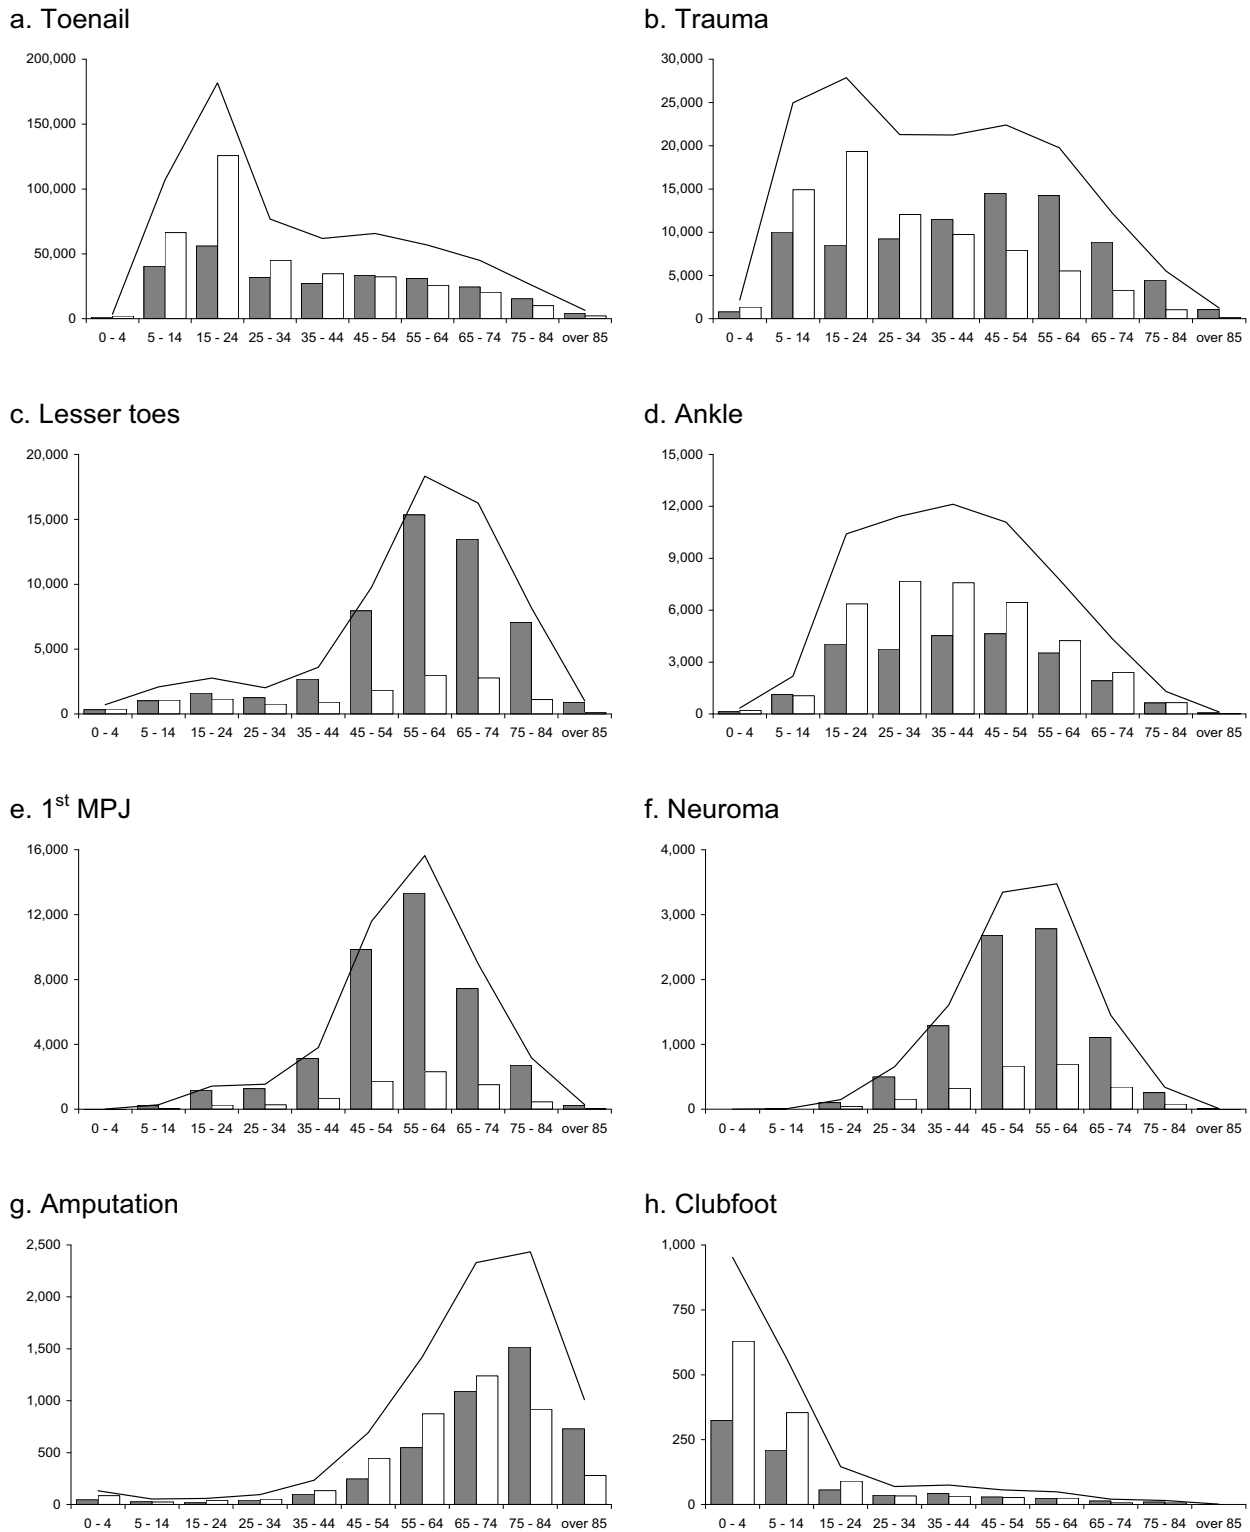 a. Toenail
200,000
150,000
100,000
50,000
0
0 - 4 5 - 14 15 - 24 25 - 34 35 - 44 45 - 54 55 - 64 65 - 74 75 - 84 over 85
b. Trauma
30,000
25,000
20,000
15,000
10,000
5,000
0
0 - 4 5 - 14 15 - 24 25 - 34 35 - 44 45 - 54 55 - 64 65 - 74 75 - 84 over 85
c. Lesser toes
20,000
15,000
10,000
5,000
0
0 - 4 5 - 14 15 - 24 25 - 34 35 - 44 45 - 54 55 - 64 65 - 74 75 - 84 over 85
d. Ankle
15,000
12,000
9,000
6,000
3,000
0
0 - 4 5 - 14 15 - 24 25 - 34 35 - 44 45 - 54 55 - 64 65 - 74 75 - 84 over 85
e. 1st MPJ
16,000
12,000
8,000
4,000
0
0 - 4 5 - 14 15 - 24 25 - 34 35 - 44 45 - 54 55 - 64 65 - 74 75 - 84 over 85
f. Neuroma
4,000
3,000
2,000
1,000
0
0 - 4 5 - 14 15 - 24 25 - 34 35 - 44 45 - 54 55 - 64 65 - 74 75 - 84 over 85
g. Amputation
2,500
2,000
1,500
1,000
500
0
0 - 4 5 - 14 15 - 24 25 - 34 35 - 44 45 - 54 55 - 64 65 - 74 75 - 84 over 85
h. Clubfoot
1,000
750
500
250
0
0 - 4 5 - 14 15 - 24 25 - 34 35 - 44 45 - 54 55 - 64 65 - 74 75 - 84 over 85